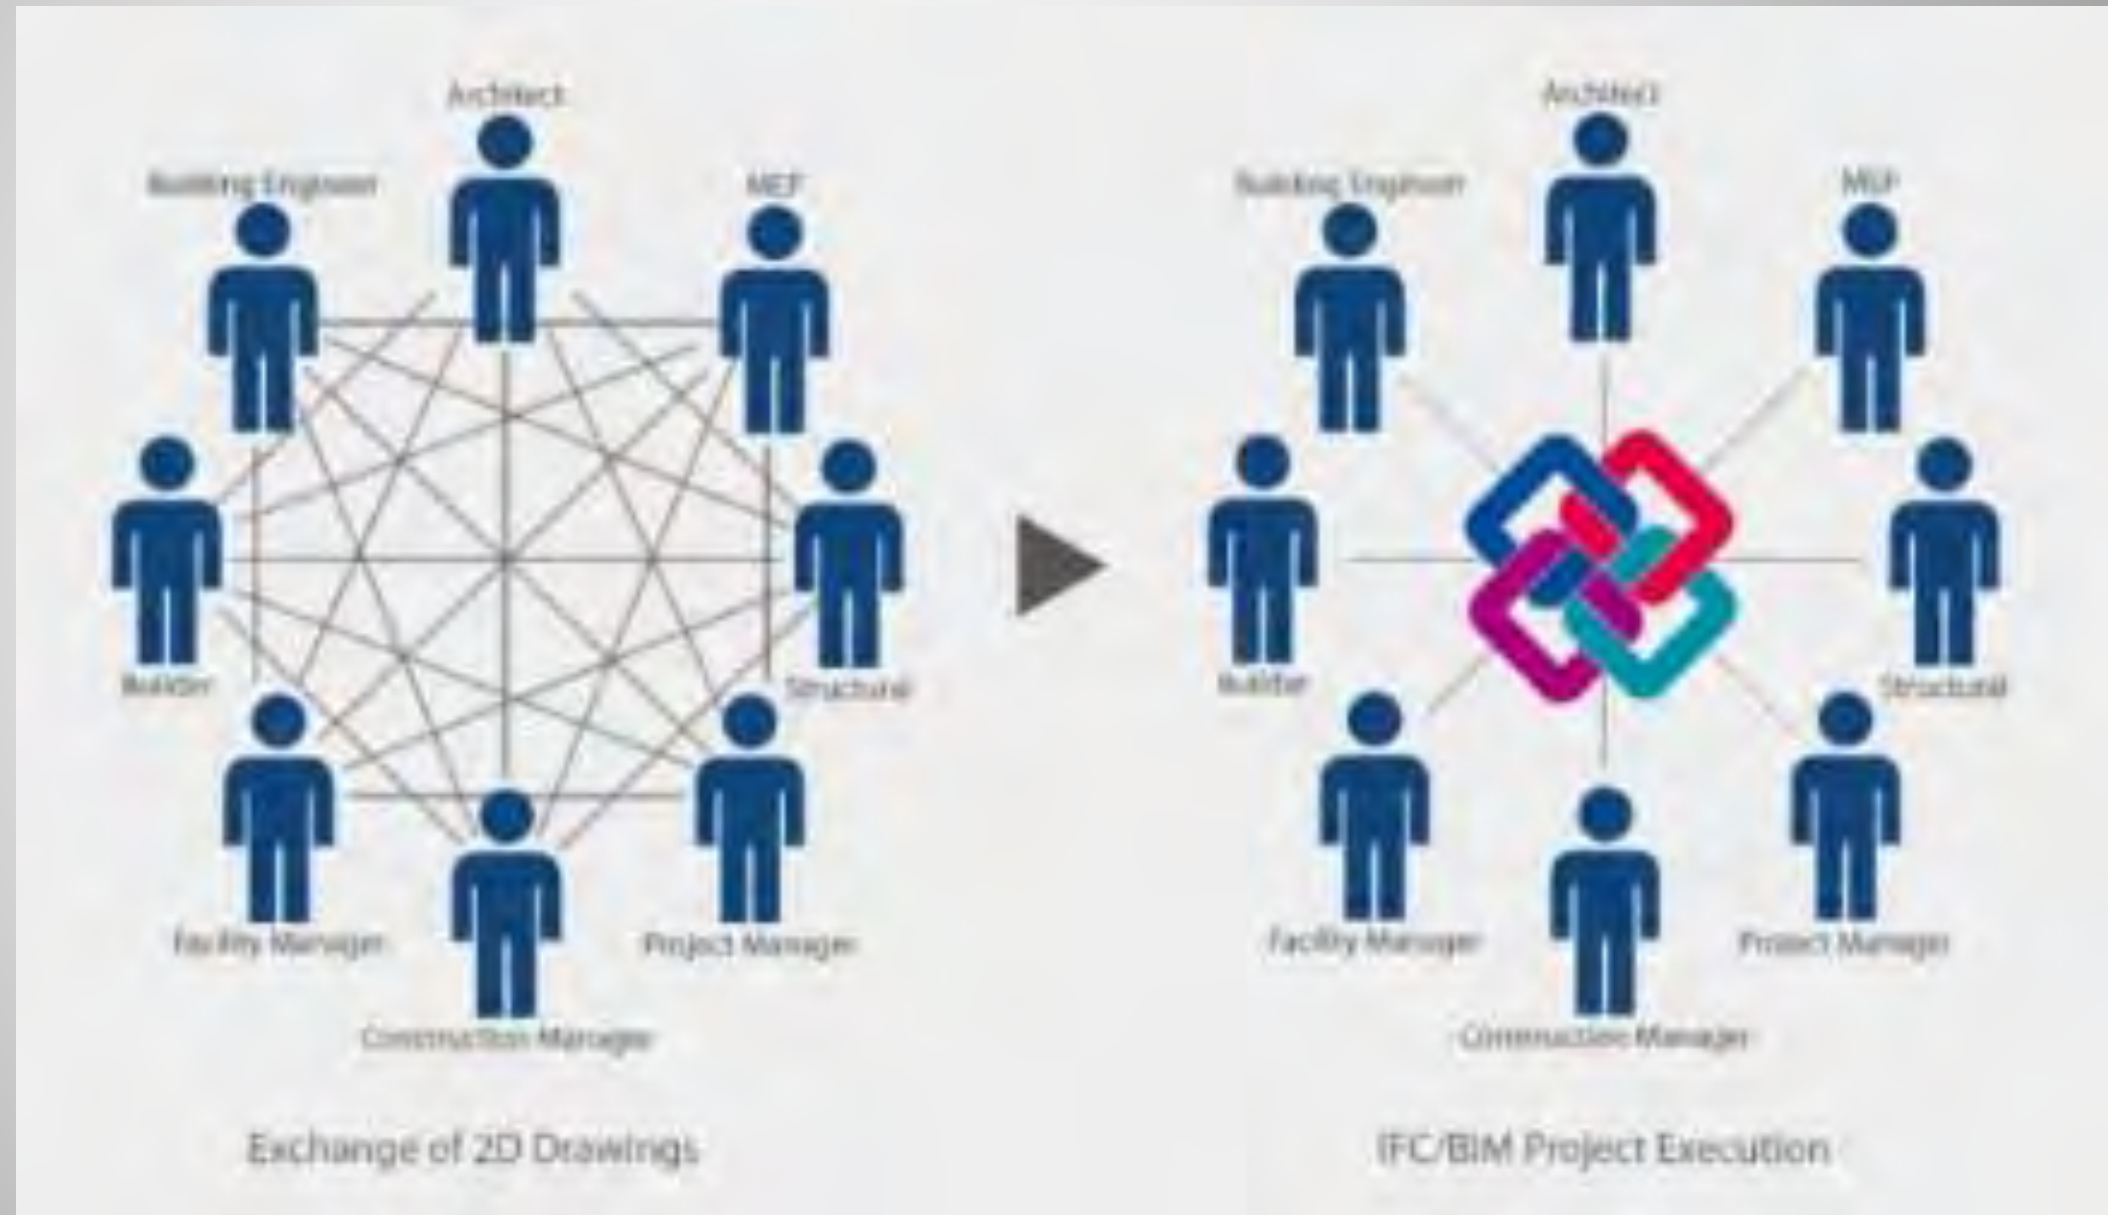 Architect
Building Engineer
MEP
Builder
Structural
Facility Manager
Project Manager
Construction Manager
Exchange of 2D Drawings
Architect
Building Engineer
MEP
Builder
Structural
Facility Manager
Project Manager
Construction Manager
IFC/BIM Project Execution